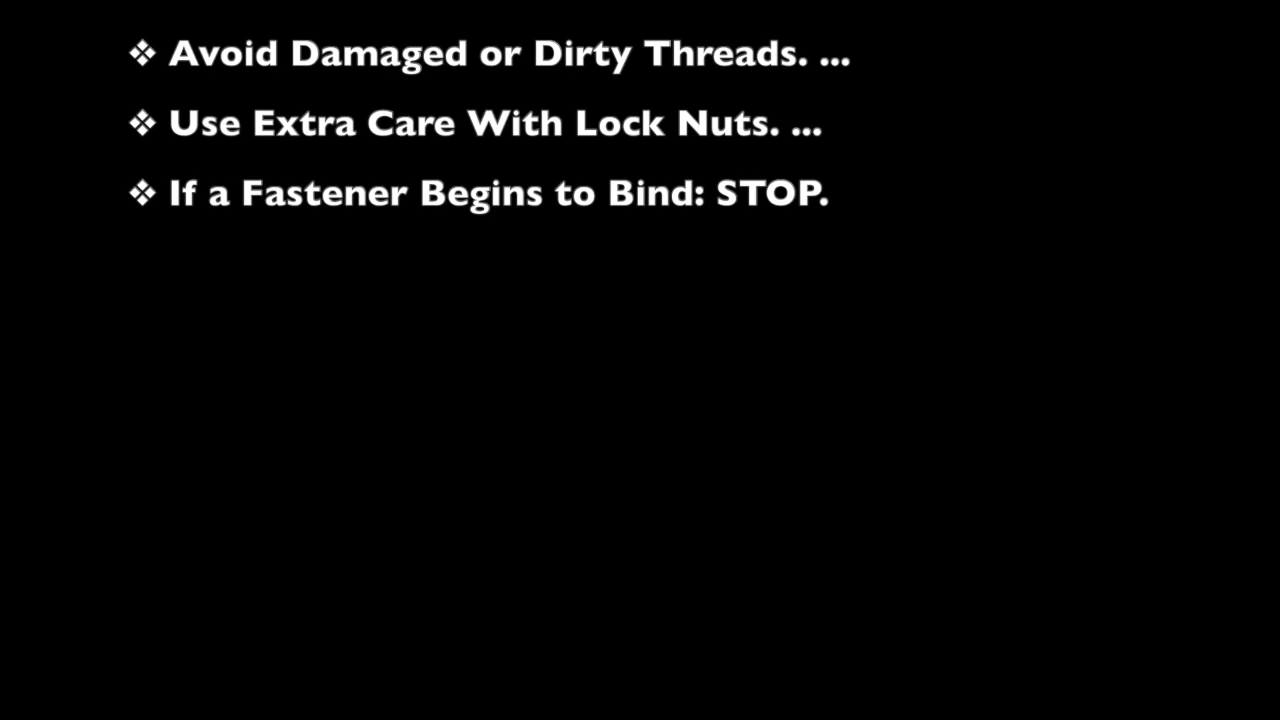 ❖ Avoid Damaged or Dirty Threads. ...
❖ Use Extra Care With Lock Nuts. ...
❖ If a Fastener Begins to Bind: STOP.